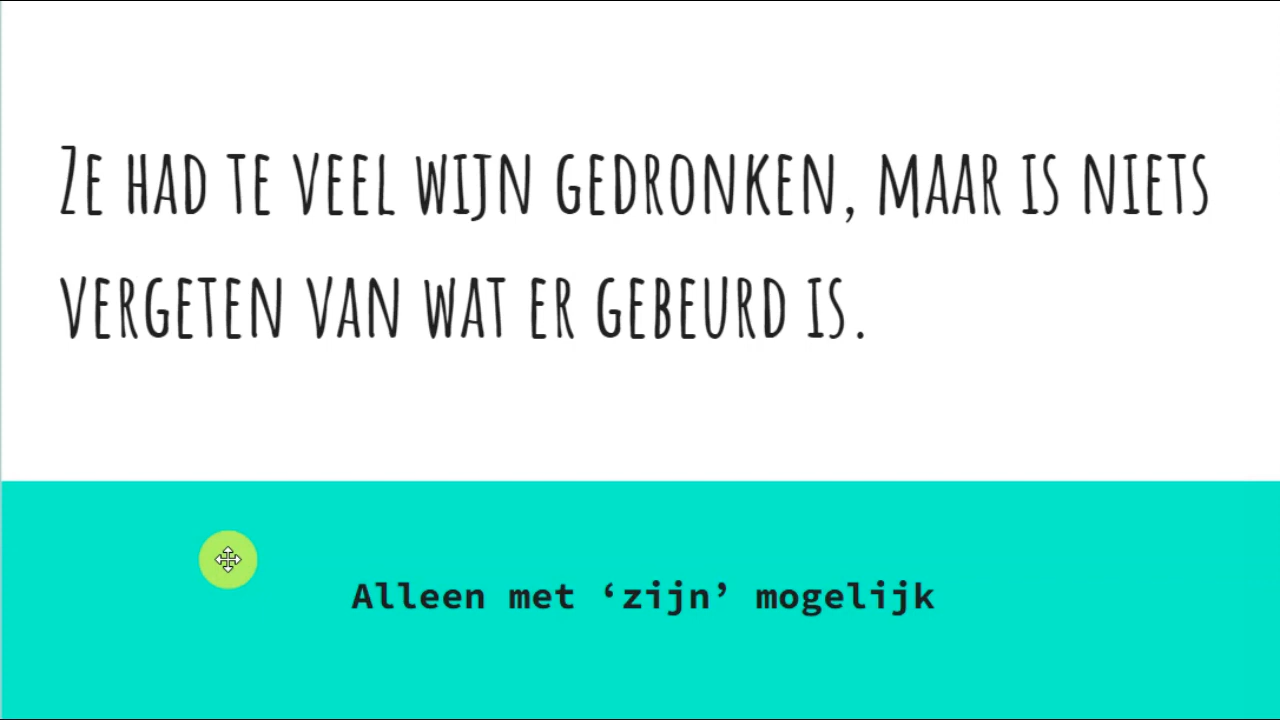 Ze had te veel wijn gedronken, maar is niets
vergeten van wat er gebeurd is.
Alleen met ‘zijn’ mogelijk